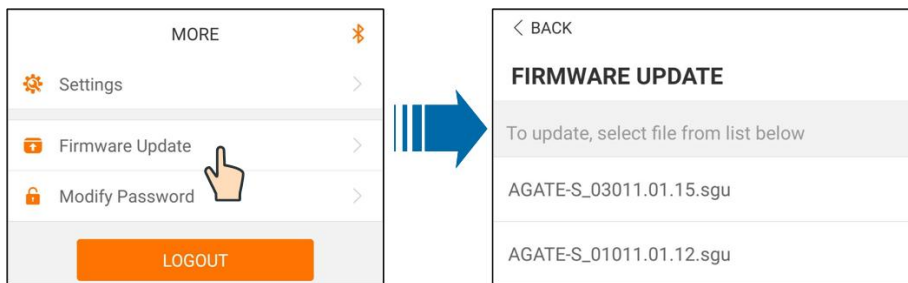 MORE
Settings
Firmware Update
Modify Password
LOGOUT
< BACK
FIRMWARE UPDATE
To update, select file from list below
AGATE-S_03011.01.15.sgu
AGATE-S_01011.01.12.sgu